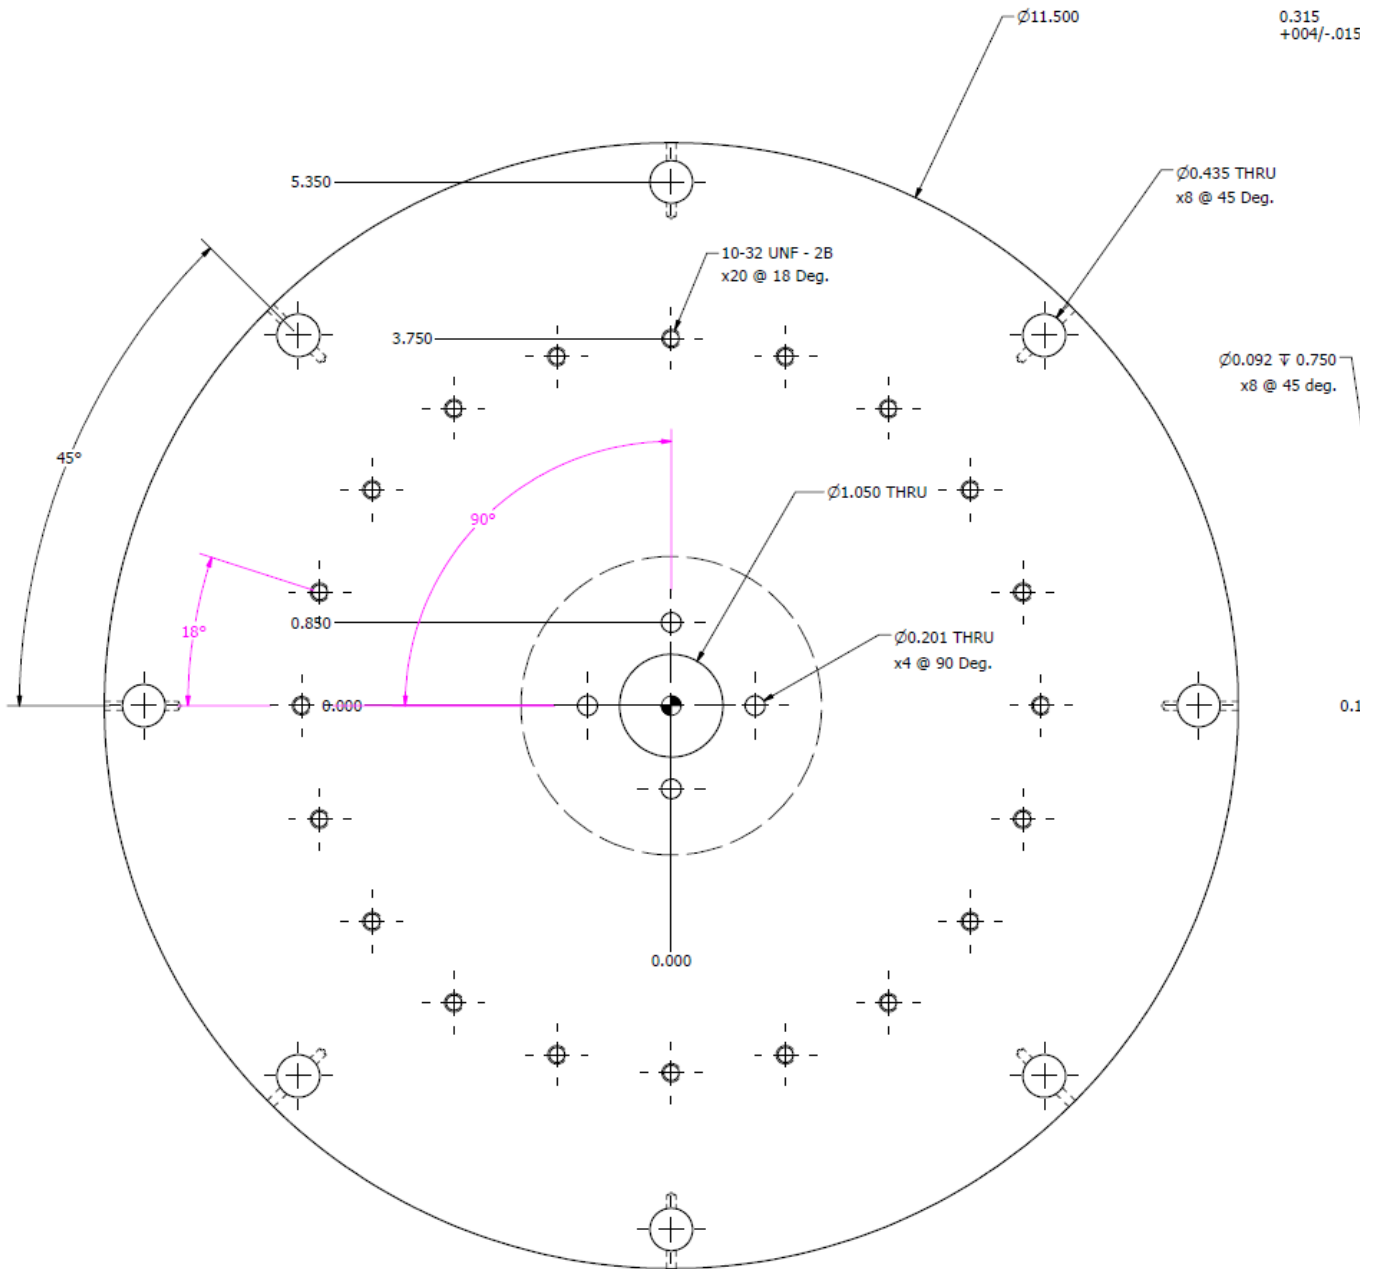 Ø11.500
0.315
+004/-.015
Ø0.435 THRU
x8 @ 45 Deg.
5.350
10-32 UNF - 2B
x20 @ 18 Deg.
3.750
Ø0.092 ↧ 0.750
x8 @ 45 deg.
45°
Ø1.050 THRU
90°
0.850
18°
Ø0.201 THRU
x4 @ 90 Deg.
0.000
0.1
0.000